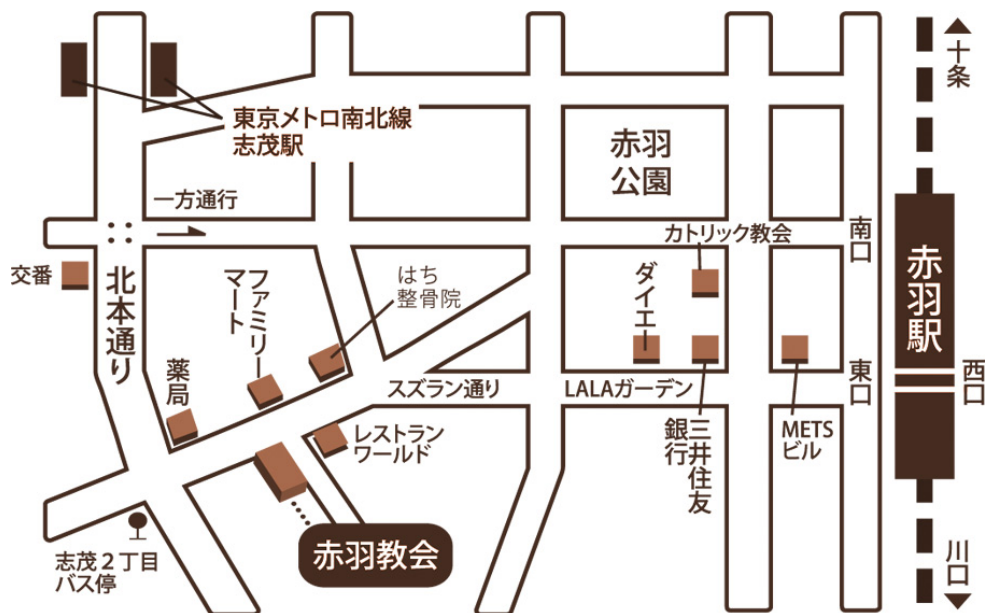 東京メトロ南北線
志茂駅
赤羽
公園
十条
一方通行
カトリック教会
南口
赤羽駅
交番
北本通り
ファミリー
マート
はち
整骨院
ダイエー
薬局
スズラン通り
LALAガーデン
東口
西口
レストラン
ワールド
三井住友
銀行
METS
ビル
志茂2丁目
バス停
赤羽教会
川口